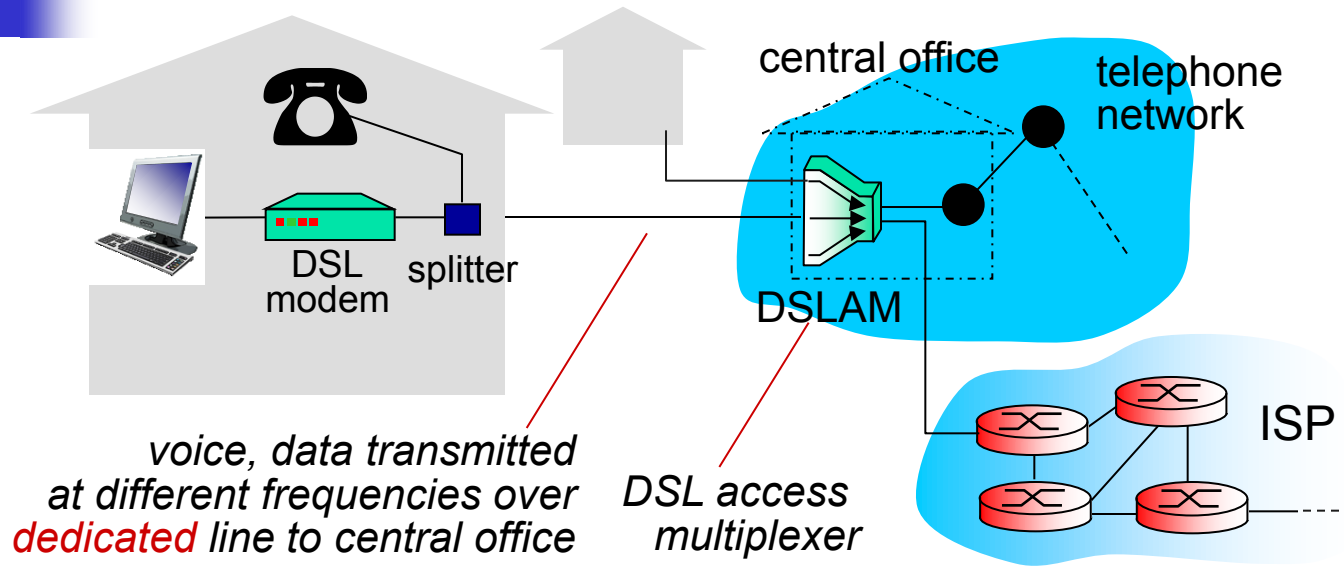 central office
telephone
network
DSL
modem
splitter
DSLAM
ISP
voice, data transmitted
at different frequencies over
dedicated line to central office
DSL access
multiplexer